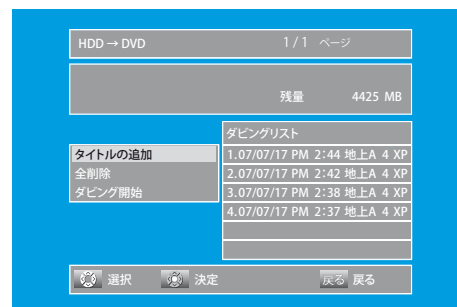 HDD → DVD 1 / 1 ページ
残量 4425 MB
ダビングリスト
タイトルの追加
全削除
ダビング開始
1.07/07/17 PM 2:44 地上A 4 XP
2.07/07/17 PM 2:42 地上A 4 XP
3.07/07/17 PM 2:38 地上A 4 XP
4.07/07/17 PM 2:37 地上A 4 XP
選択 決定 戻る 戻る